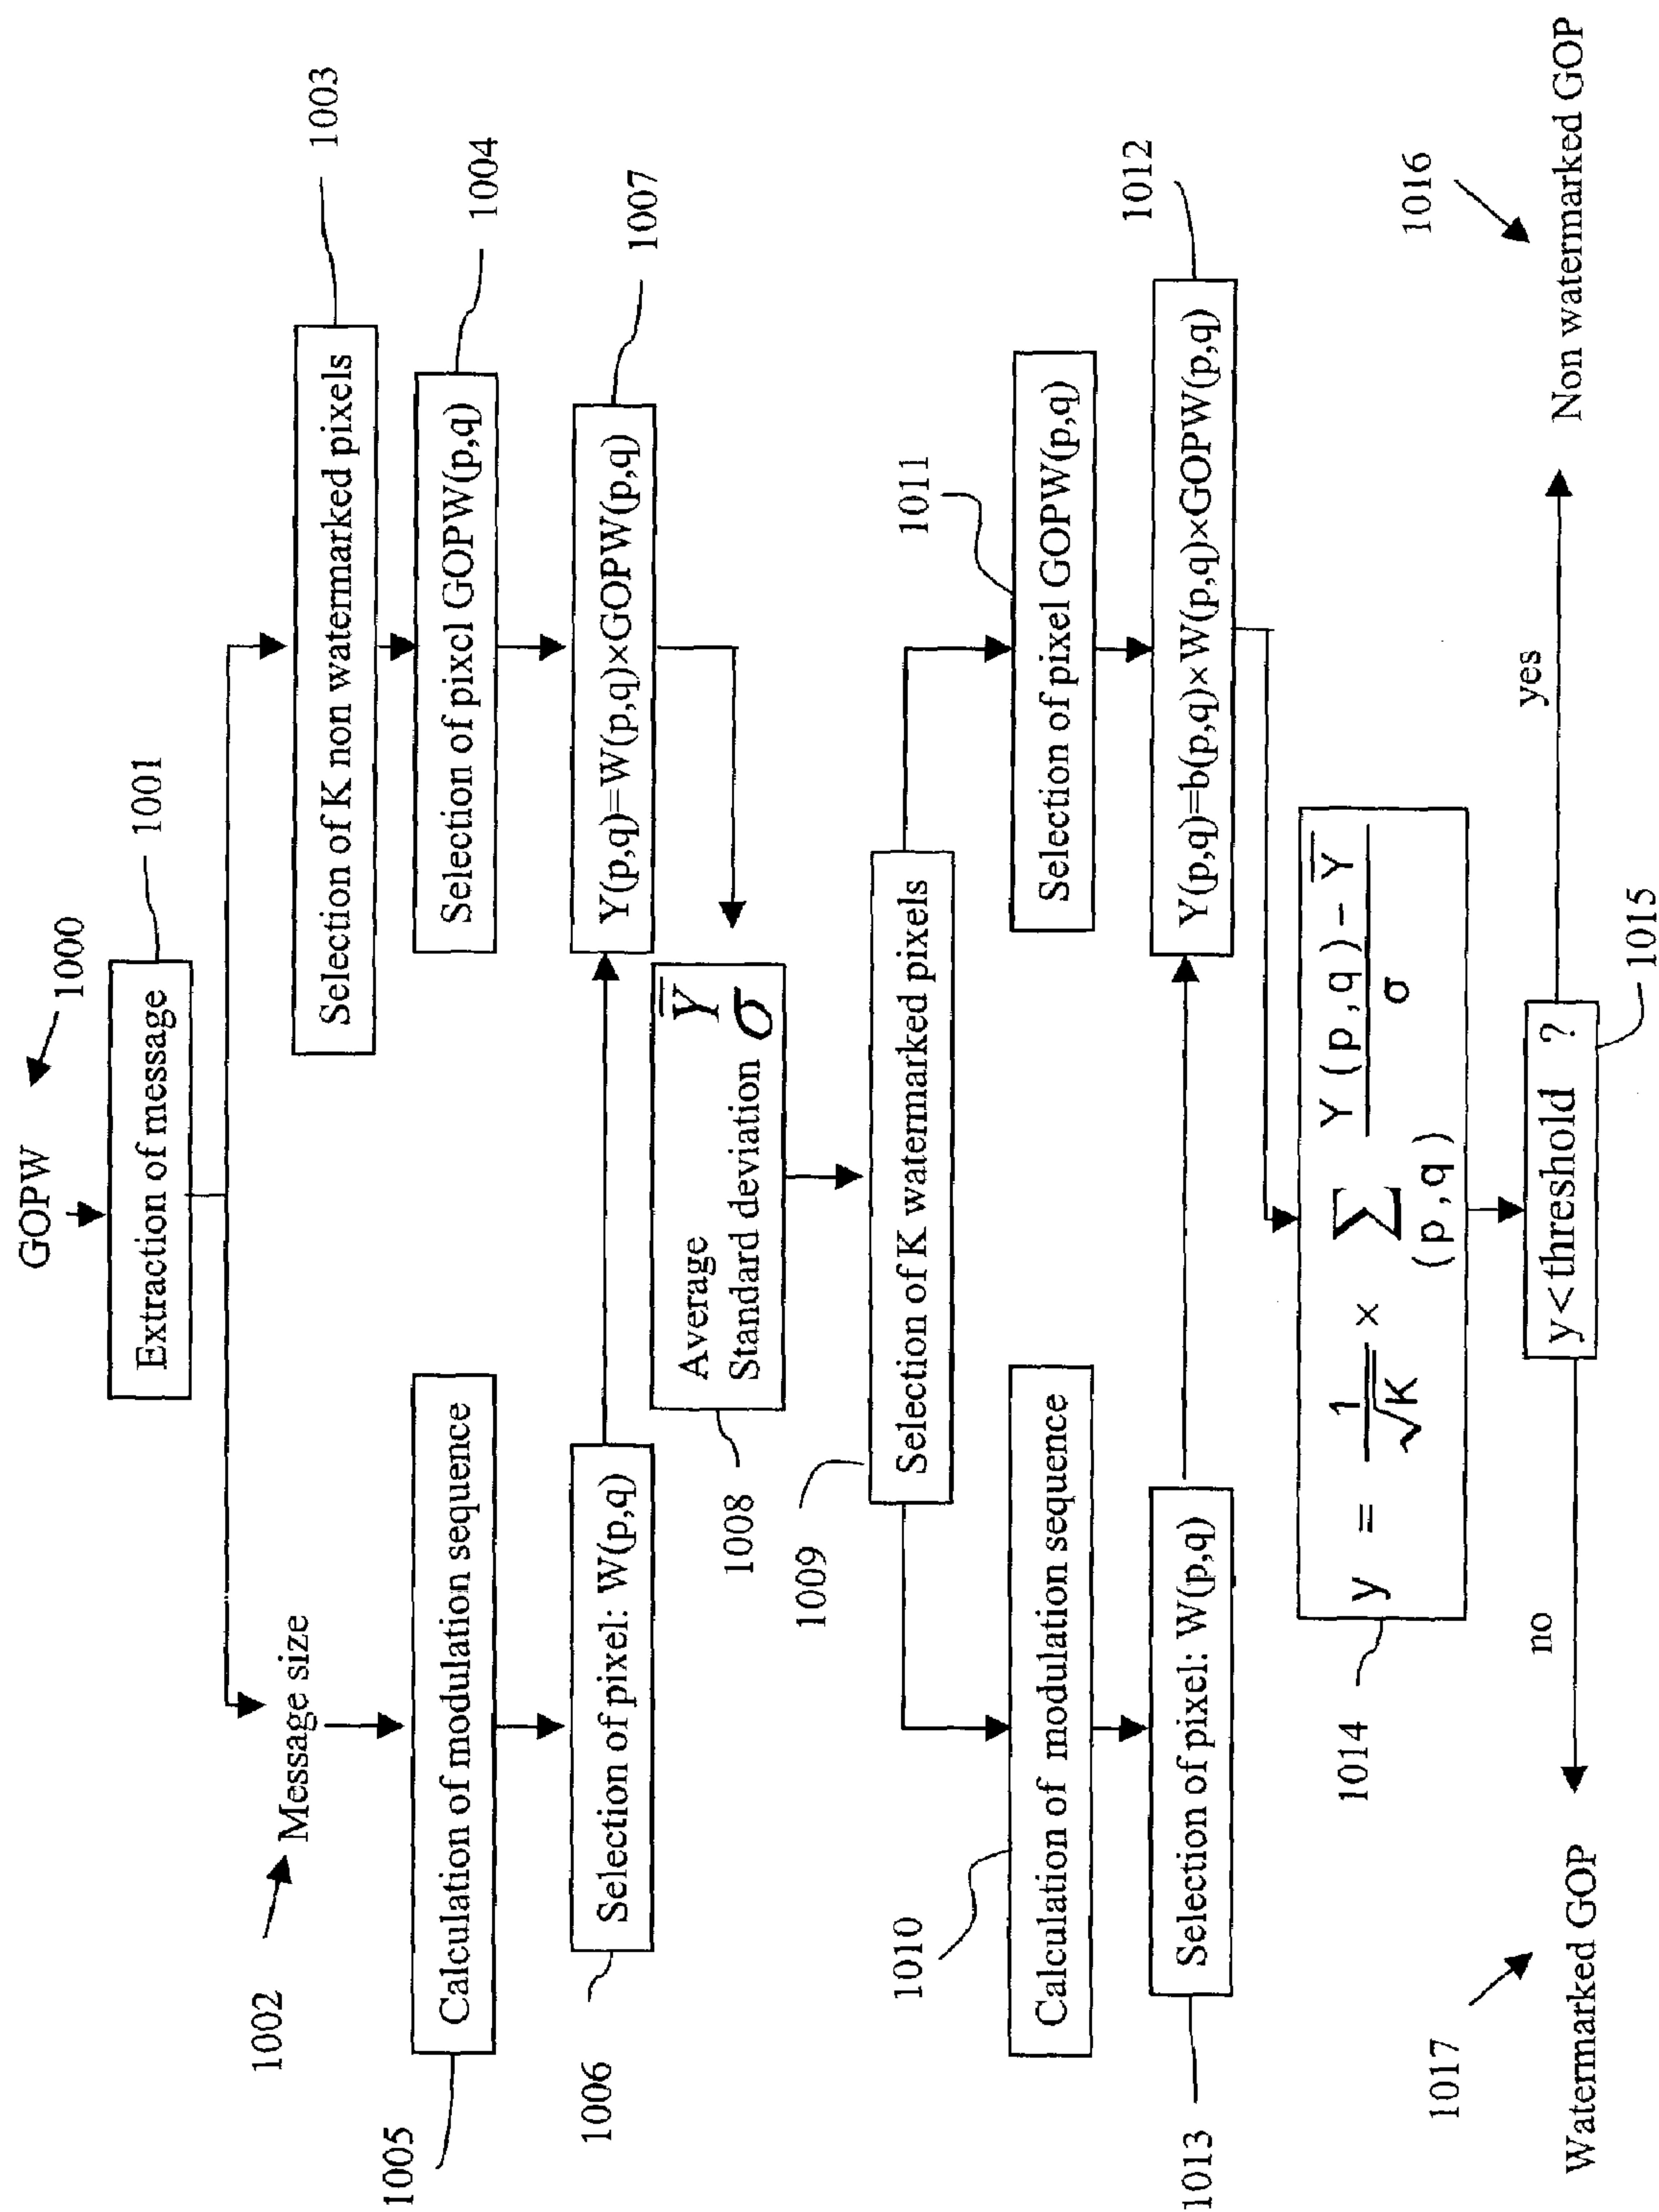 GOPW
1000
Extraction of message
1001
1002
Message size
Selection of K non watermarked pixels
1003
1005
Calculation of modulation sequence
Selection of pixel GOPW(p,q)
1004
1006
Selection of pixel: W(p,q)
Y(p,q)=W(p,q)×GOPW(p,q)
1007
Average Y̅
Standard deviation σ
1008
1009
Selection of K watermarked pixels
1010
Calculation of modulation sequence
Selection of pixel GOPW(p,q)
1011
1013
Selection of pixel: W(p,q)
Y(p,q)=b(p,q)×W(p,q)×GOPW(p,q)
1012
1014
y = 1/√K × ∑ (p,q) Y(p,q) − Y̅ / σ
y<threshold ?
1015
no
yes
1017
Watermarked GOP
1016
Non watermarked GOP